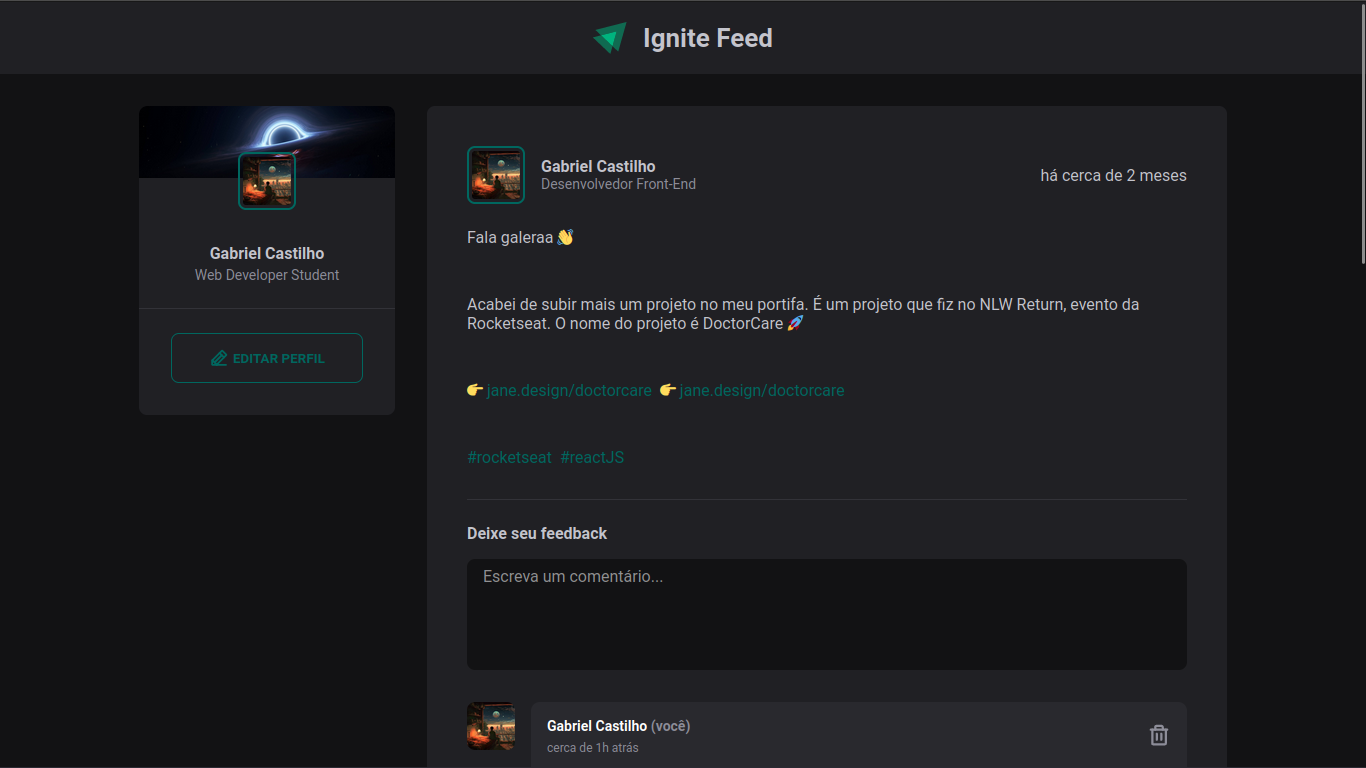 Ignite Feed
Gabriel Castilho
Web Developer Student
EDITAR PERFIL
Gabriel Castilho
Desenvolvedor Front-End
há cerca de 2 meses
Fala galeraa 👋
Acabei de subir mais um projeto no meu portifa. É um projeto que fiz no NLW Return, evento da
Rocketseat. O nome do projeto é DoctorCare 🚀
👉 jane.design/doctorcare 👉 jane.design/doctorcare
#rocketseat #reactJS
Deixe seu feedback
Escreva um comentário...
Gabriel Castilho (você)
cerca de 1h atrás